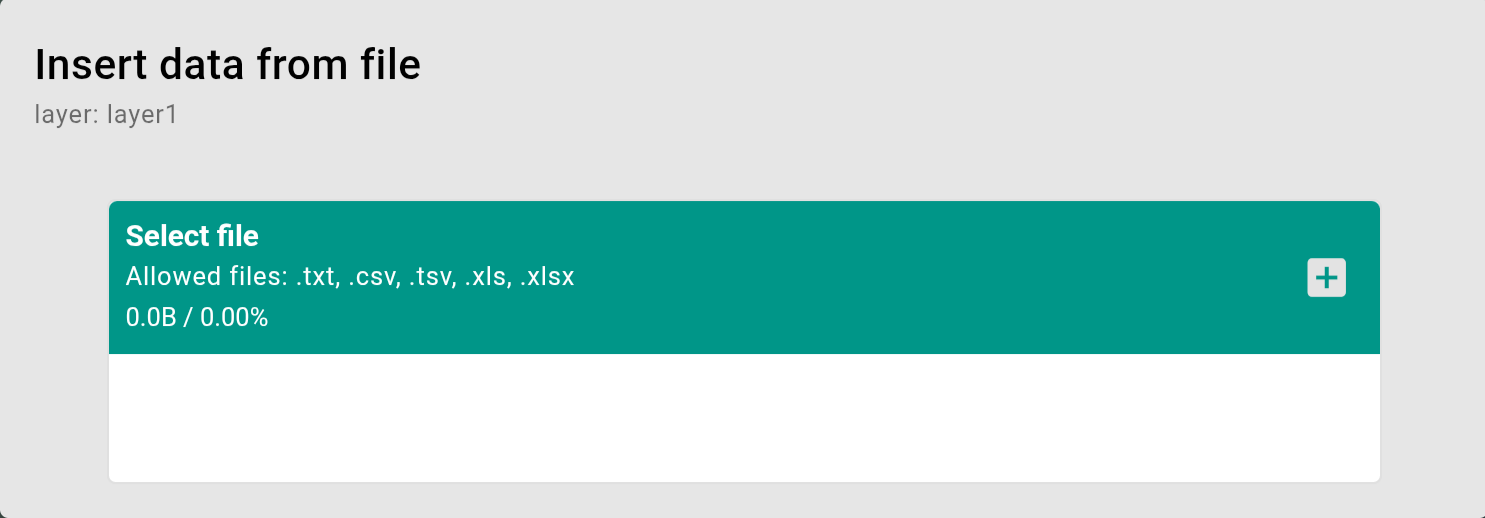 Insert data from file
layer: layer1
Select file
Allowed files: .txt, .csv, .tsv, .xls, .xlsx
0.0B / 0.00%